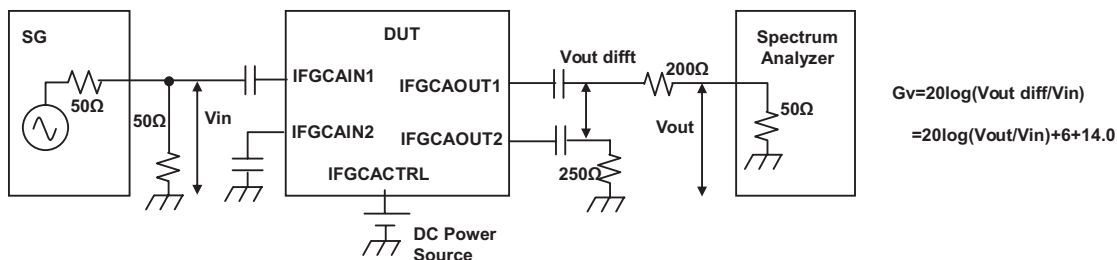 SG
50Ω
50Ω
Vin
DUT
IFGCAIN1
IFGCAIN2
IFGCAOUT1
IFGCAOUT2
IFGCACTRL
DC Power
Source
Vout difft
200Ω
250Ω
Vout
Spectrum
Analyzer
50Ω
Gv=20log(Vout diff/Vin)
=20log(Vout/Vin)+6+14.0